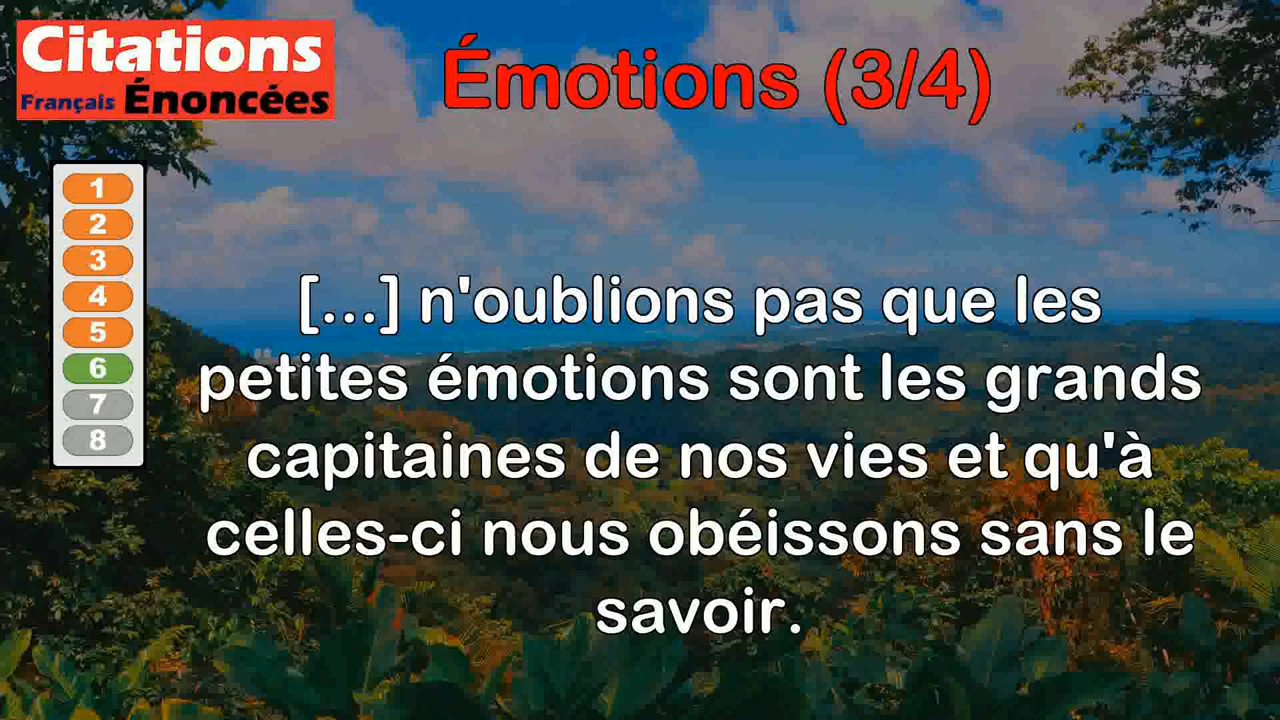 Citations
Français Énoncées
Émotions (3/4)
1
2
3
4
5
6
7
8
[...] n'oublions pas que les
petites émotions sont les grands
capitaines de nos vies et qu'à
celles-ci nous obéissons sans le
savoir.